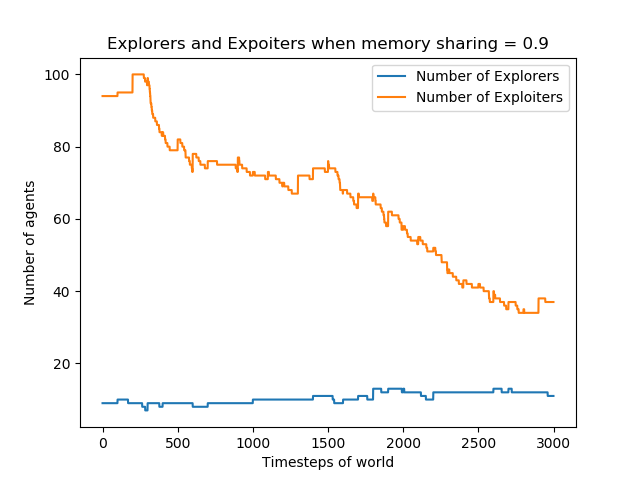 Explorers and Expoiters when memory sharing = 0.9
Number of Explorers
Number of Exploiters
100
80
60
40
20
Number of agents
0 500 1000 1500 2000 2500 3000
Timesteps of world